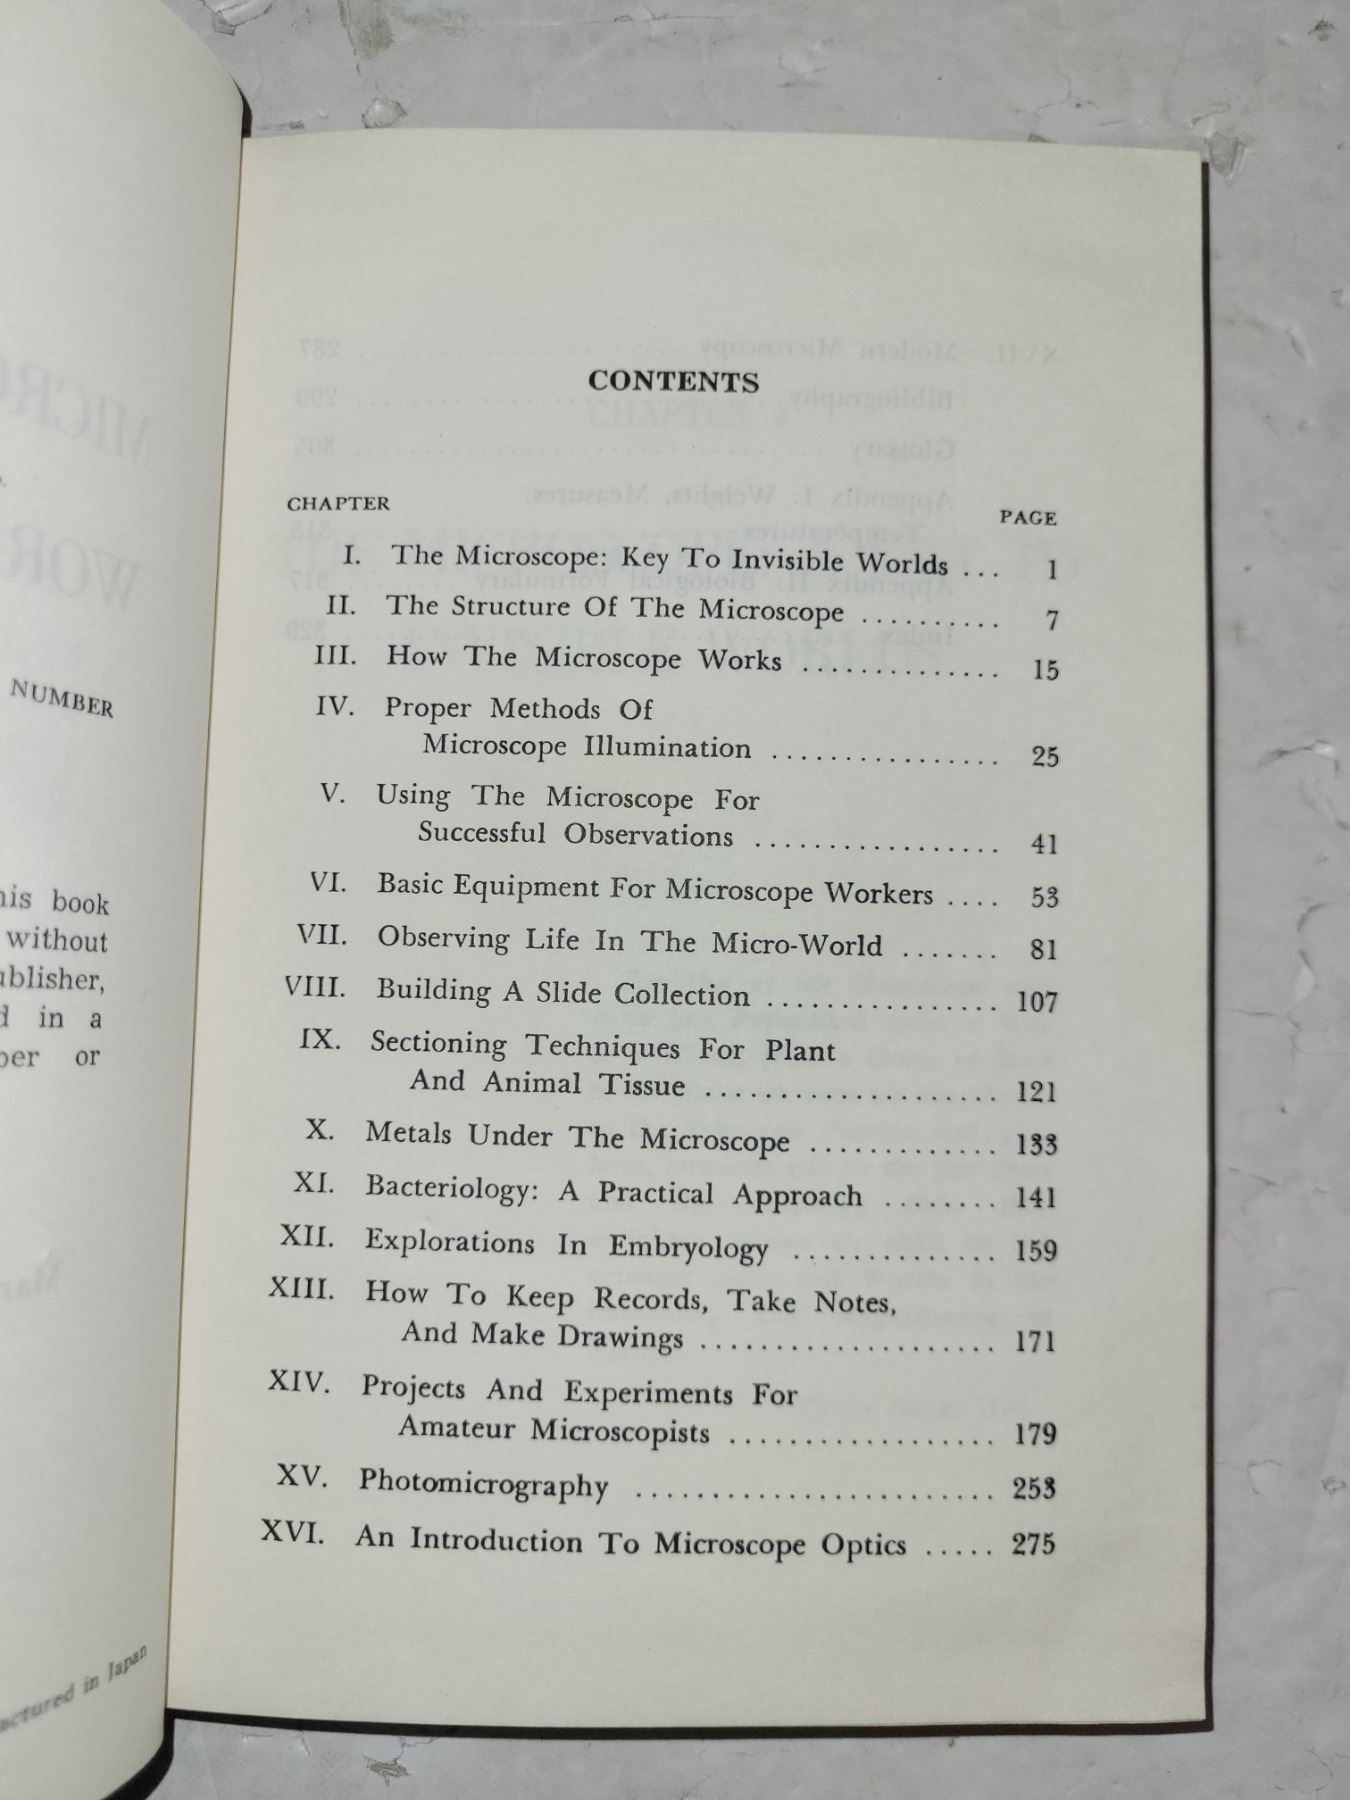 NUMBER
his book
without
ublisher,
d in a
per or
actured in Japan
CONTENTS
CHAPTER PAGE
I. The Microscope: Key To Invisible Worlds ... 1
II. The Structure Of The Microscope .......... 7
III. How The Microscope Works .............. 15
IV. Proper Methods Of
Microscope Illumination ................ 25
V. Using The Microscope For
Successful Observations ................. 41
VI. Basic Equipment For Microscope Workers .... 53
VII. Observing Life In The Micro-World ....... 81
VIII. Building A Slide Collection ................ 107
IX. Sectioning Techniques For Plant
And Animal Tissue .................... 121
X. Metals Under The Microscope ............. 133
XI. Bacteriology: A Practical Approach ........ 141
XII. Explorations In Embryology .............. 159
XIII. How To Keep Records, Take Notes,
And Make Drawings .................... 171
XIV. Projects And Experiments For
Amateur Microscopists .................. 179
XV. Photomicrography ........................ 253
XVI. An Introduction To Microscope Optics ..... 275